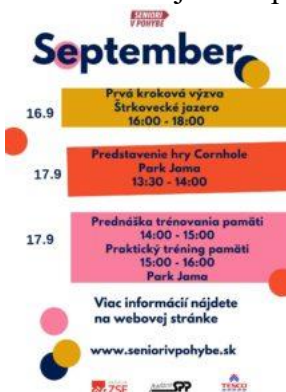 SENIORI
V POHYBE
September
Prvá kroková výzva
Štrkovecké jazero
16:00 - 18:00
16.9
Predstavenie hry Cornhole
Park Jama
13:30 - 14:00
17.9
Prednáška trénovania pamäti
14:00 - 15:00
17.9
Praktický tréning pamäti
15:00 - 16:00
Park Jama
Viac informácií nájdete
na webovej stránke
www.seniorivpohybe.sk
ZSE
SPP
TESCO